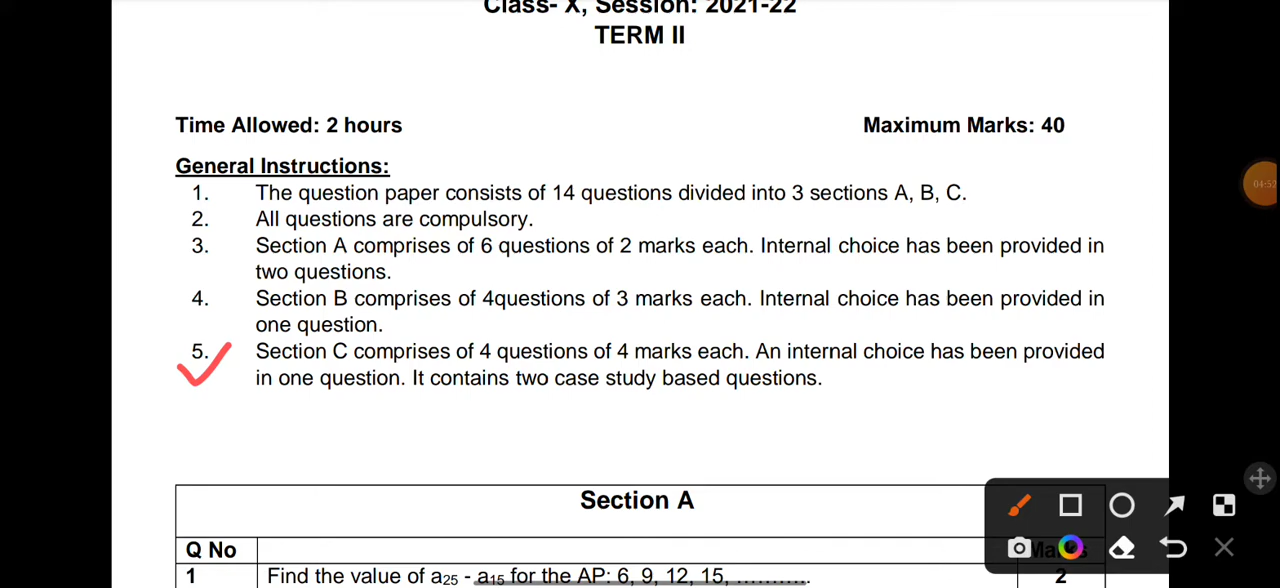 Class- X, Session: 2021-22
TERM II
Time Allowed: 2 hours Maximum Marks: 40
General Instructions:
1. The question paper consists of 14 questions divided into 3 sections A, B, C.
2. All questions are compulsory.
3. Section A comprises of 6 questions of 2 marks each. Internal choice has been provided in
two questions.
4. Section B comprises of 4questions of 3 marks each. Internal choice has been provided in
one question.
5. Section C comprises of 4 questions of 4 marks each. An internal choice has been provided
in one question. It contains two case study based questions.
04:52
Section A
Q No
1 Find the value of a25 - a15 for the AP: 6, 9, 12, 15, ………. 2